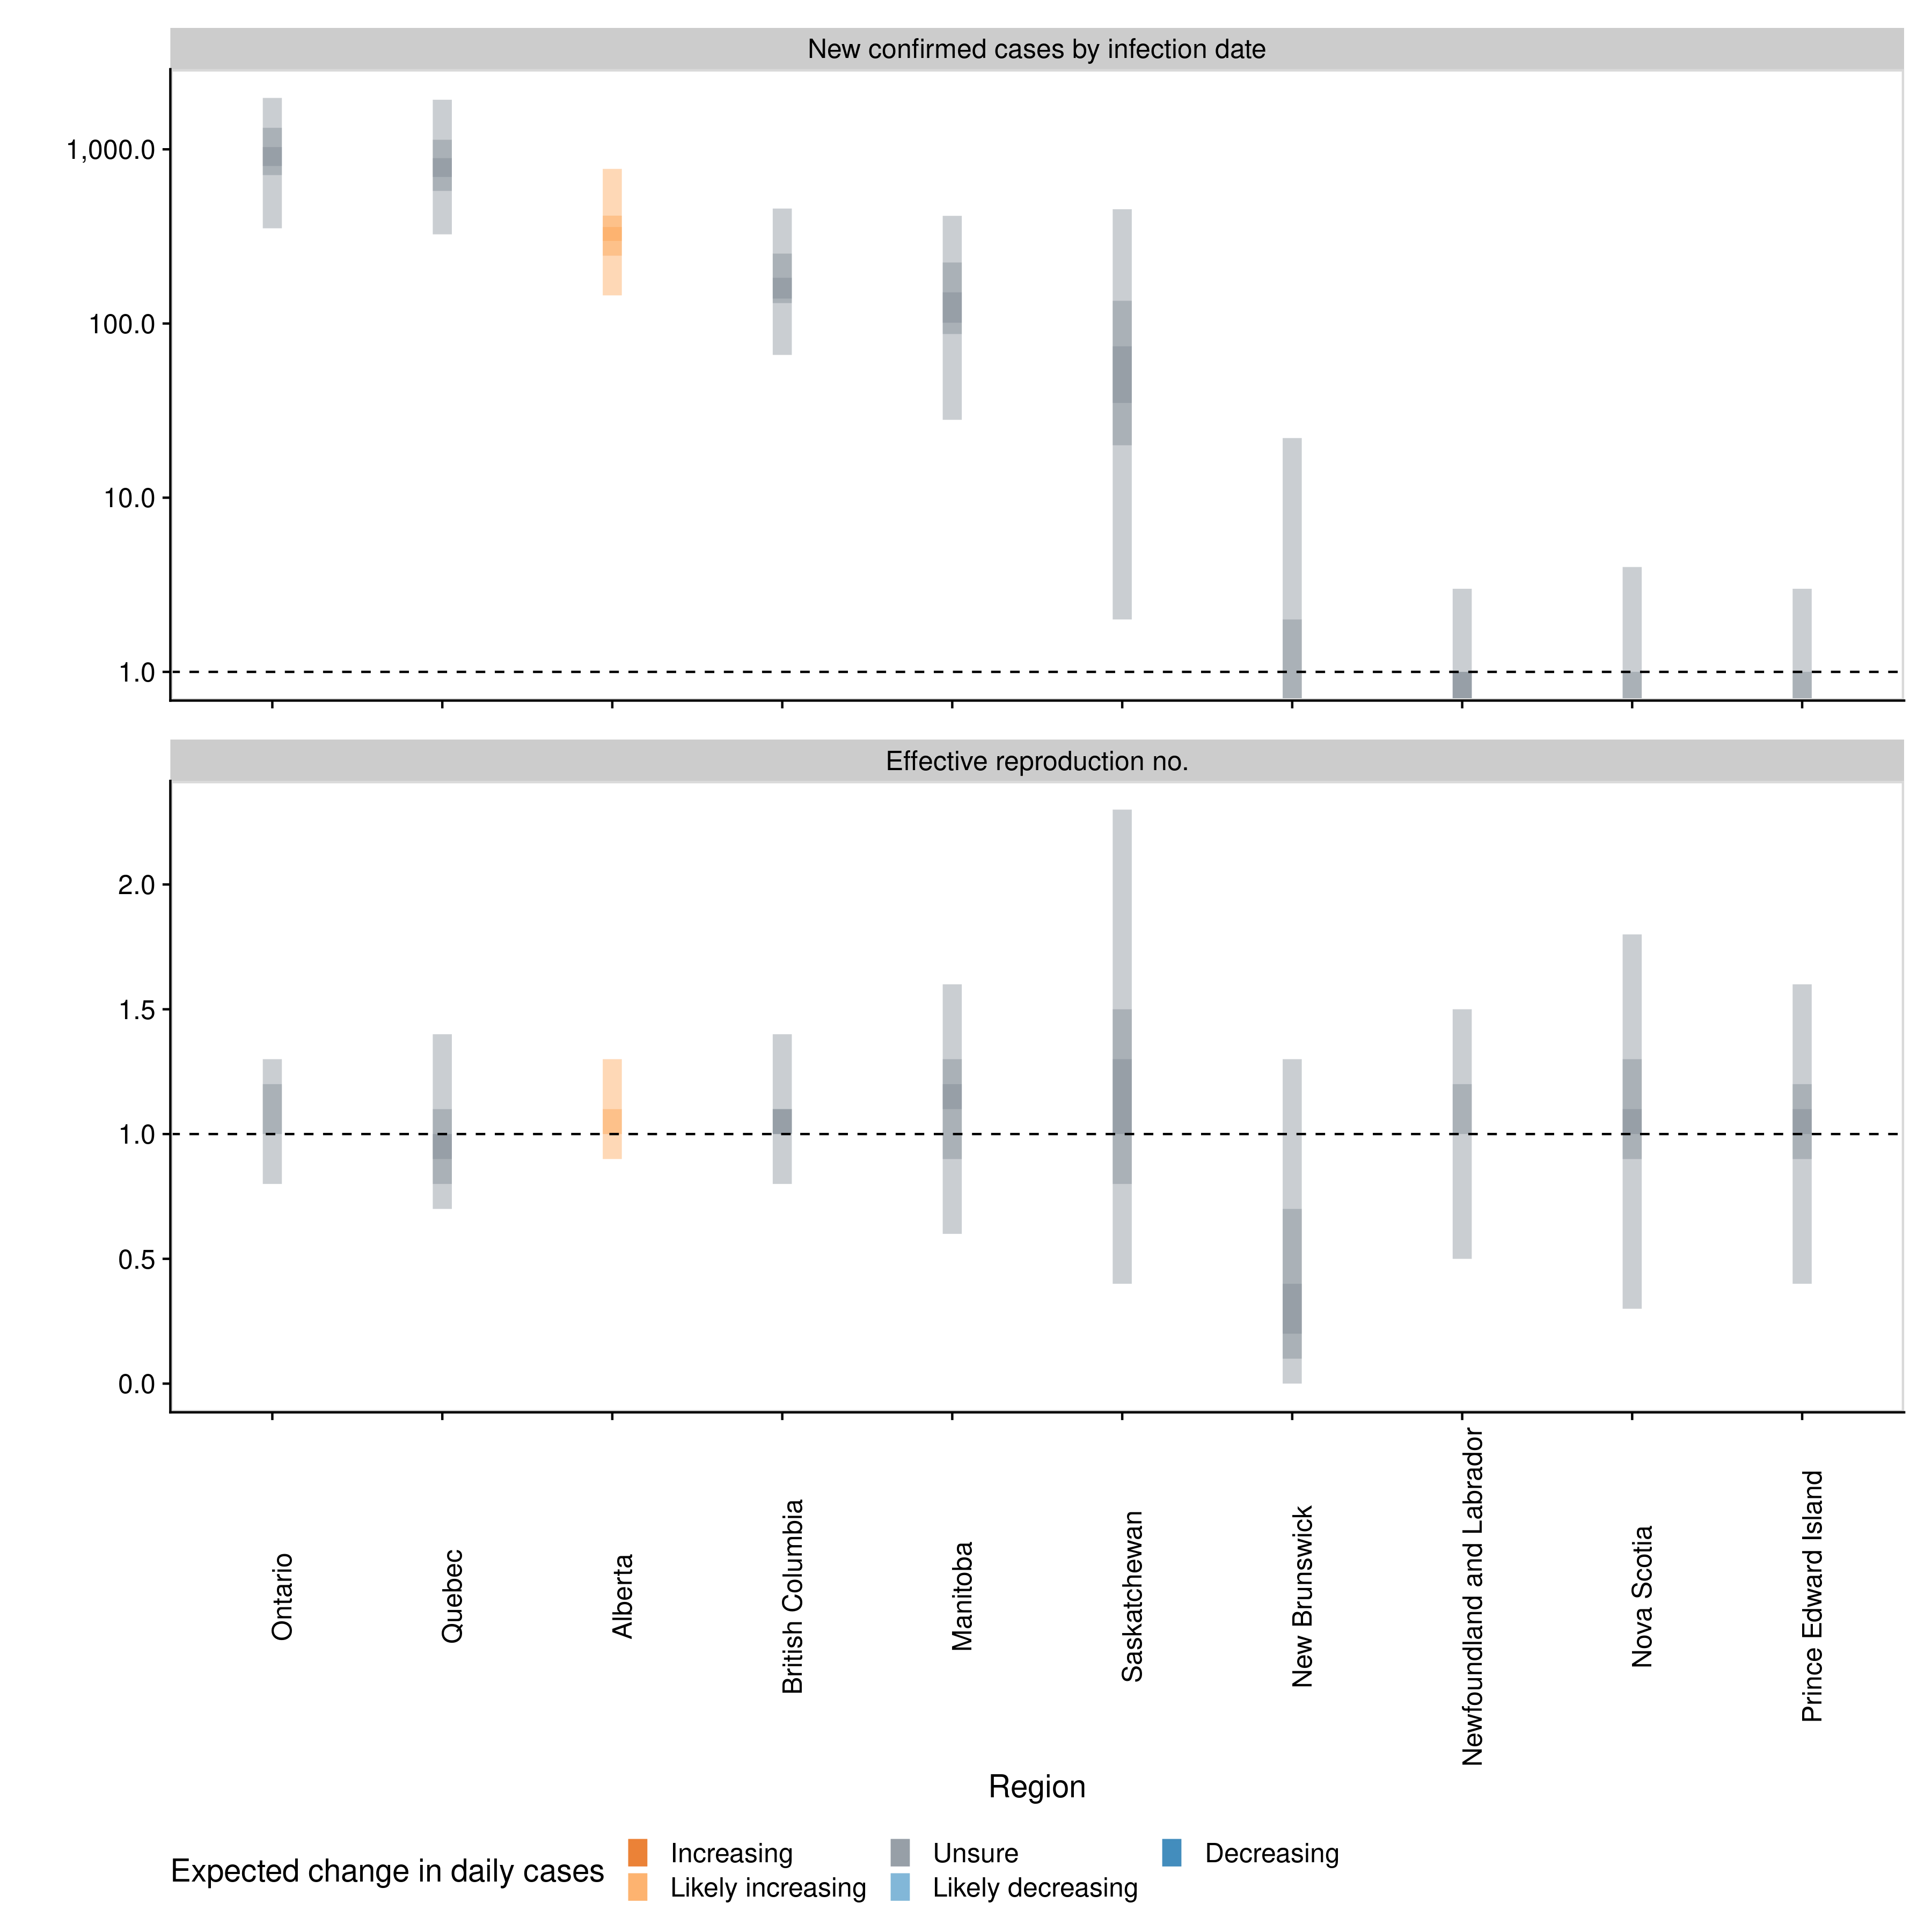 New confirmed cases by infection date
1,000.0
100.0
10.0
1.0
Effective reproduction no.
2.0
1.5
1.0
0.5
0.0
Ontario
Quebec
Alberta
British Columbia
Manitoba
Saskatchewan
New Brunswick
Newfoundland and Labrador
Nova Scotia
Prince Edward Island
Region
Expected change in daily cases
Increasing
Likely increasing
Unsure
Likely decreasing
Decreasing